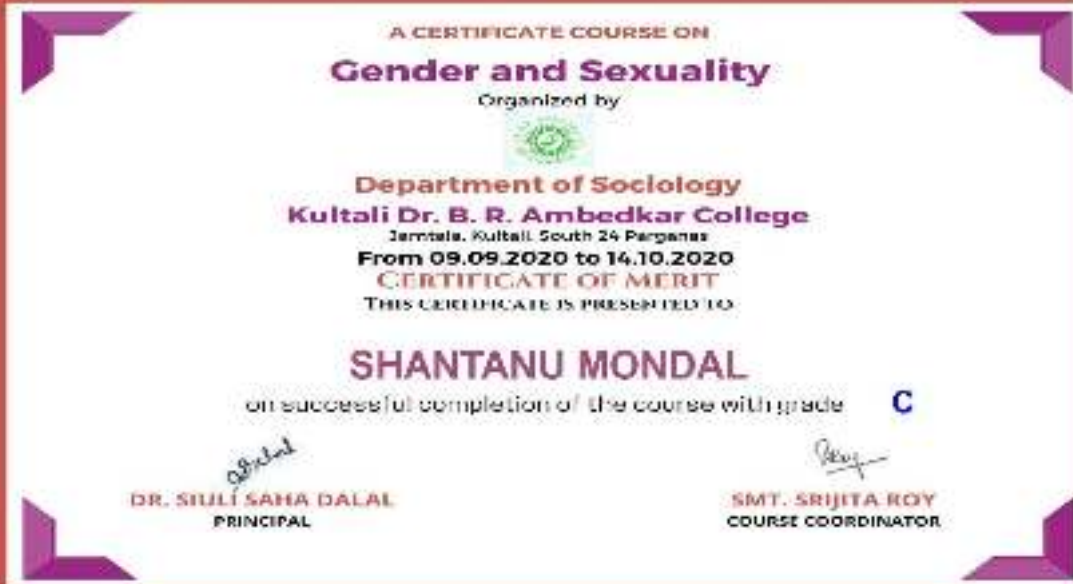 A CERTIFICATE COURSE ON
Gender and Sexuality
Organized by
Department of Sociology
Kultali Dr. B. R. Ambedkar College
Jamtala, Kultali, South 24 Parganas
From 09.09.2020 to 14.10.2020
CERTIFICATE OF MERIT
THIS CERTIFICATE IS PRESENTED TO
SHANTANU MONDAL
on successful completion of the course with grade C
DR. SIULI SAHA DALAL
PRINCIPAL
SMT. SRIJITA ROY
COURSE COORDINATOR